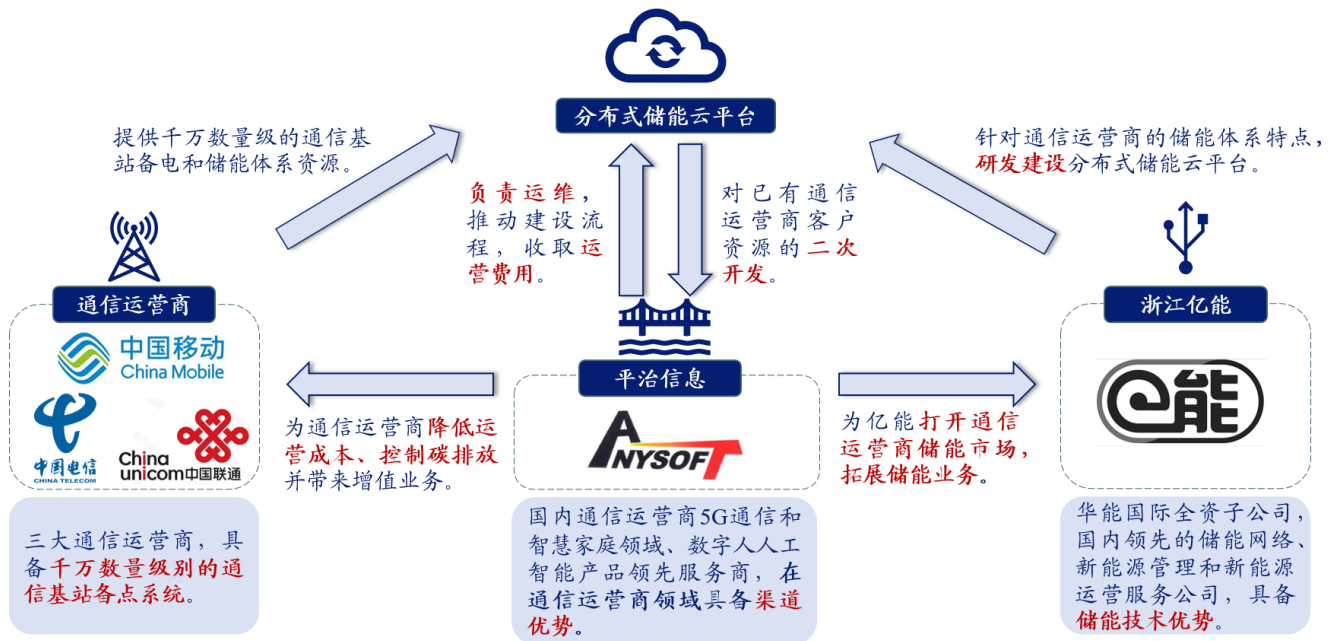 分布式储能云平台
提供千万数量级的通信基
站备电和储能体系资源。
负责运维，
推动建设流
程，收取运
营费用。
对已有通信
运营商客户
资源的二次
开发。
针对通信运营商的储能体系特点，
研发建设分布式储能云平台。
通信运营商
中国移动
China Mobile
中国电信
CHINA TELECOM
China
unicom中国联通
为通信运营商降低运
营成本、控制碳排放
并带来增值业务。
平治信息
ANYSOFT
为亿能打开通信
运营商储能市场，
拓展储能业务。
浙江亿能
e能
三大通信运营商，具
备千万数量级别的通
信基站备点系统。
国内通信运营商5G通信和
智慧家庭领域、数字人人工
智能产品领先服务商，在
通信运营商领域具备渠道
优势。
华能国际全资子公司，
国内领先的储能网络、
新能源管理和新能源
运营服务公司，具备
储能技术优势。